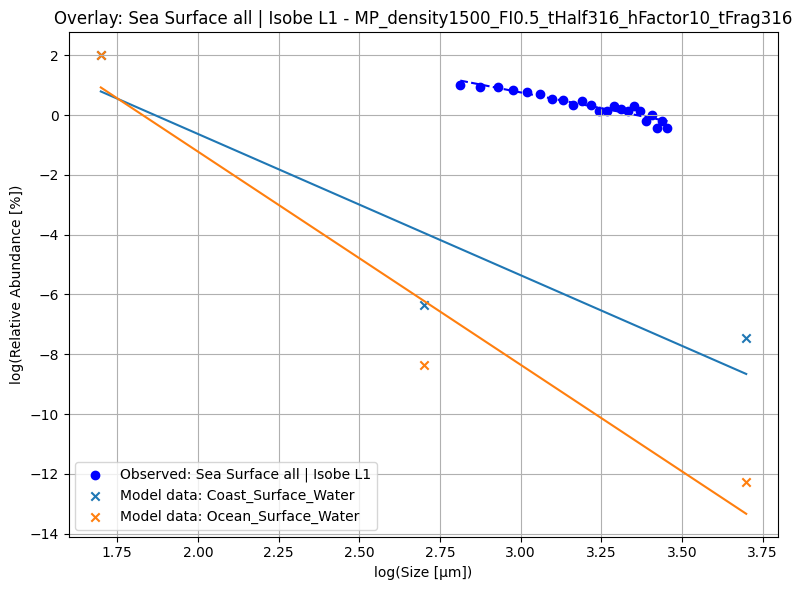 Overlay: Sea Surface all | Isobe L1 - MP_density1500_FI0.5_tHalf316_hFactor10_tFrag316
log(Relative Abundance [%])
2
0
−2
−4
−6
−8
−10
−12
−14
Observed: Sea Surface all | Isobe L1
Model data: Coast_Surface_Water
Model data: Ocean_Surface_Water
1.75 2.00 2.25 2.50 2.75 3.00 3.25 3.50 3.75
log(Size [μm])